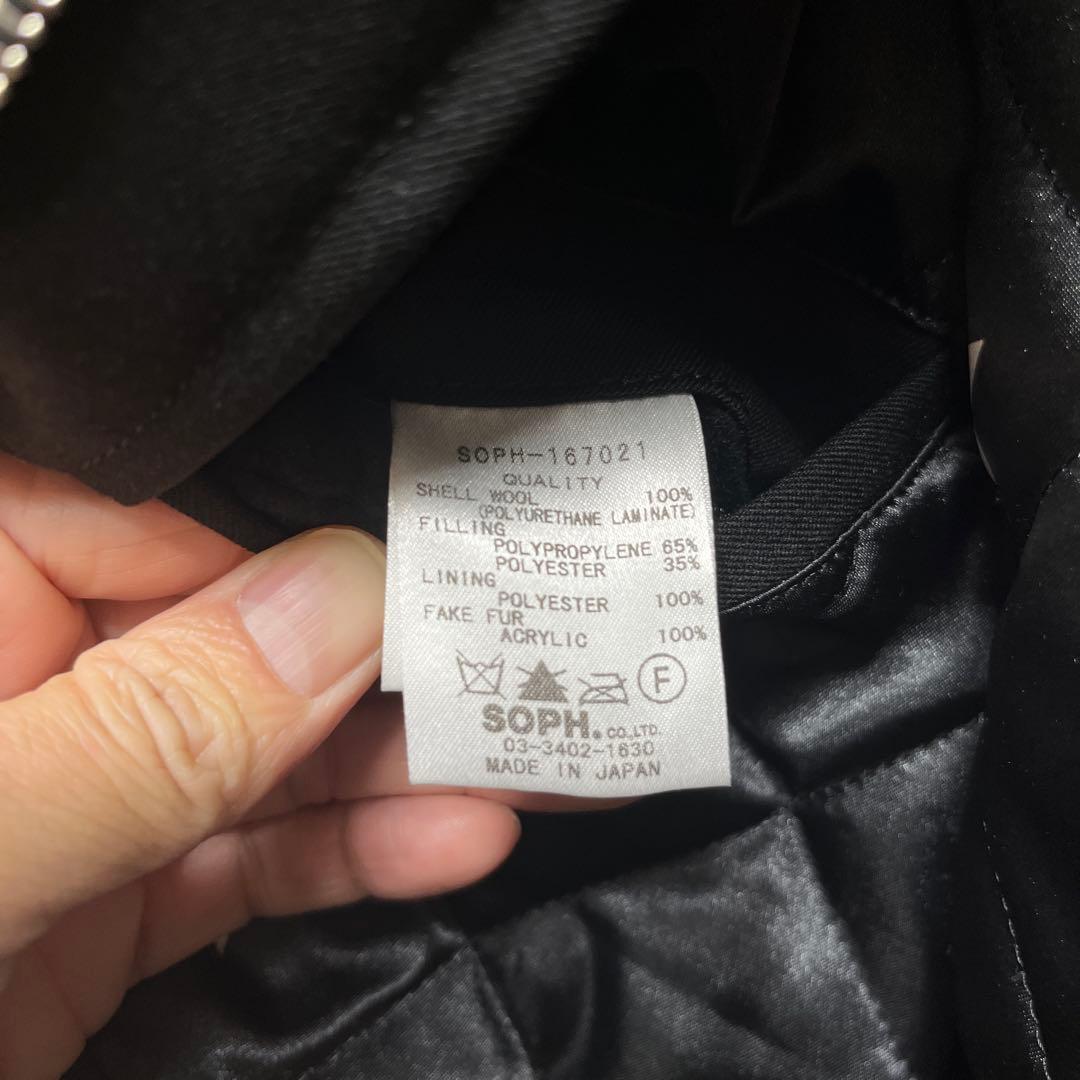 SOPH-167021
QUALITY
SHELL WOOL 100%
(POLYURETHANE LAMINATE)
FILLING
POLYPROPYLENE 65%
POLYESTER 35%
LINING
POLYESTER 100%
FAKE FUR
ACRYLIC 100%
F
SOPH. CO.,LTD.
03-3402-1630
MADE IN JAPAN